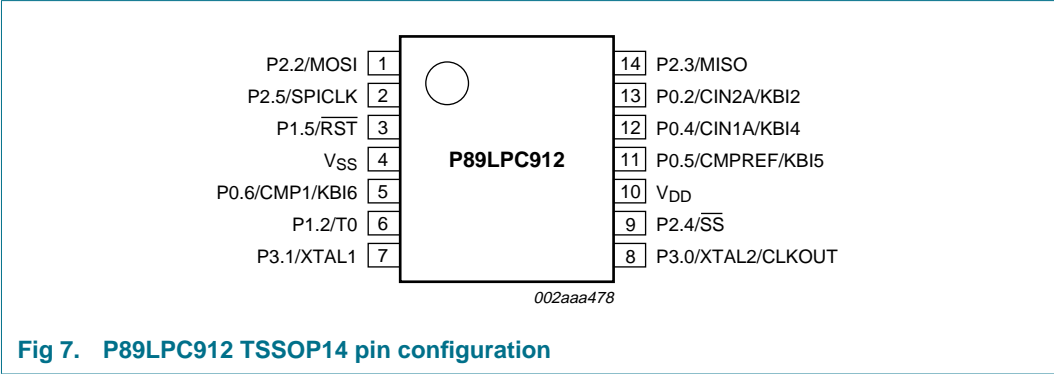 P2.2/MOSI 1
P2.5/SPICLK 2
P1.5/RST 3
VSS 4
P0.6/CMP1/KBI6 5
P1.2/T0 6
P3.1/XTAL1 7
P89LPC912
14 P2.3/MISO
13 P0.2/CIN2A/KBI2
12 P0.4/CIN1A/KBI4
11 P0.5/CMPREF/KBI5
10 VDD
9 P2.4/SS
8 P3.0/XTAL2/CLKOUT
002aaa478
Fig 7. P89LPC912 TSSOP14 pin configuration